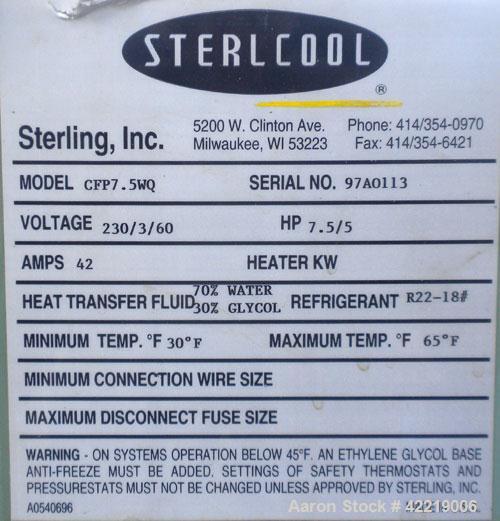 STERLCOOL
®
Sterling, Inc. 5200 W. Clinton Ave. Phone: 414/354-0970
Milwaukee, WI 53223 Fax: 414/354-6421
MODEL CFP7.5WQ SERIAL NO. 97A0113
VOLTAGE 230/3/60 HP 7.5/5
AMPS 42 HEATER KW
HEAT TRANSFER FLUID 70% WATER 30% GLYCOL REFRIGERANT R22-18#
MINIMUM TEMP. °F 30°F MAXIMUM TEMP. °F 65°F
MINIMUM CONNECTION WIRE SIZE
MAXIMUM DISCONNECT FUSE SIZE
WARNING - ON SYSTEMS OPERATION BELOW 45°F. AN ETHYLENE GLYCOL BASE
ANTI-FREEZE MUST BE ADDED. SETTINGS OF SAFETY THERMOSTATS AND
PRESSURESTATS MUST NOT BE CHANGED UNLESS APPROVED BY STERLING, INC.
A0540696
Aaron Stock # 42219006